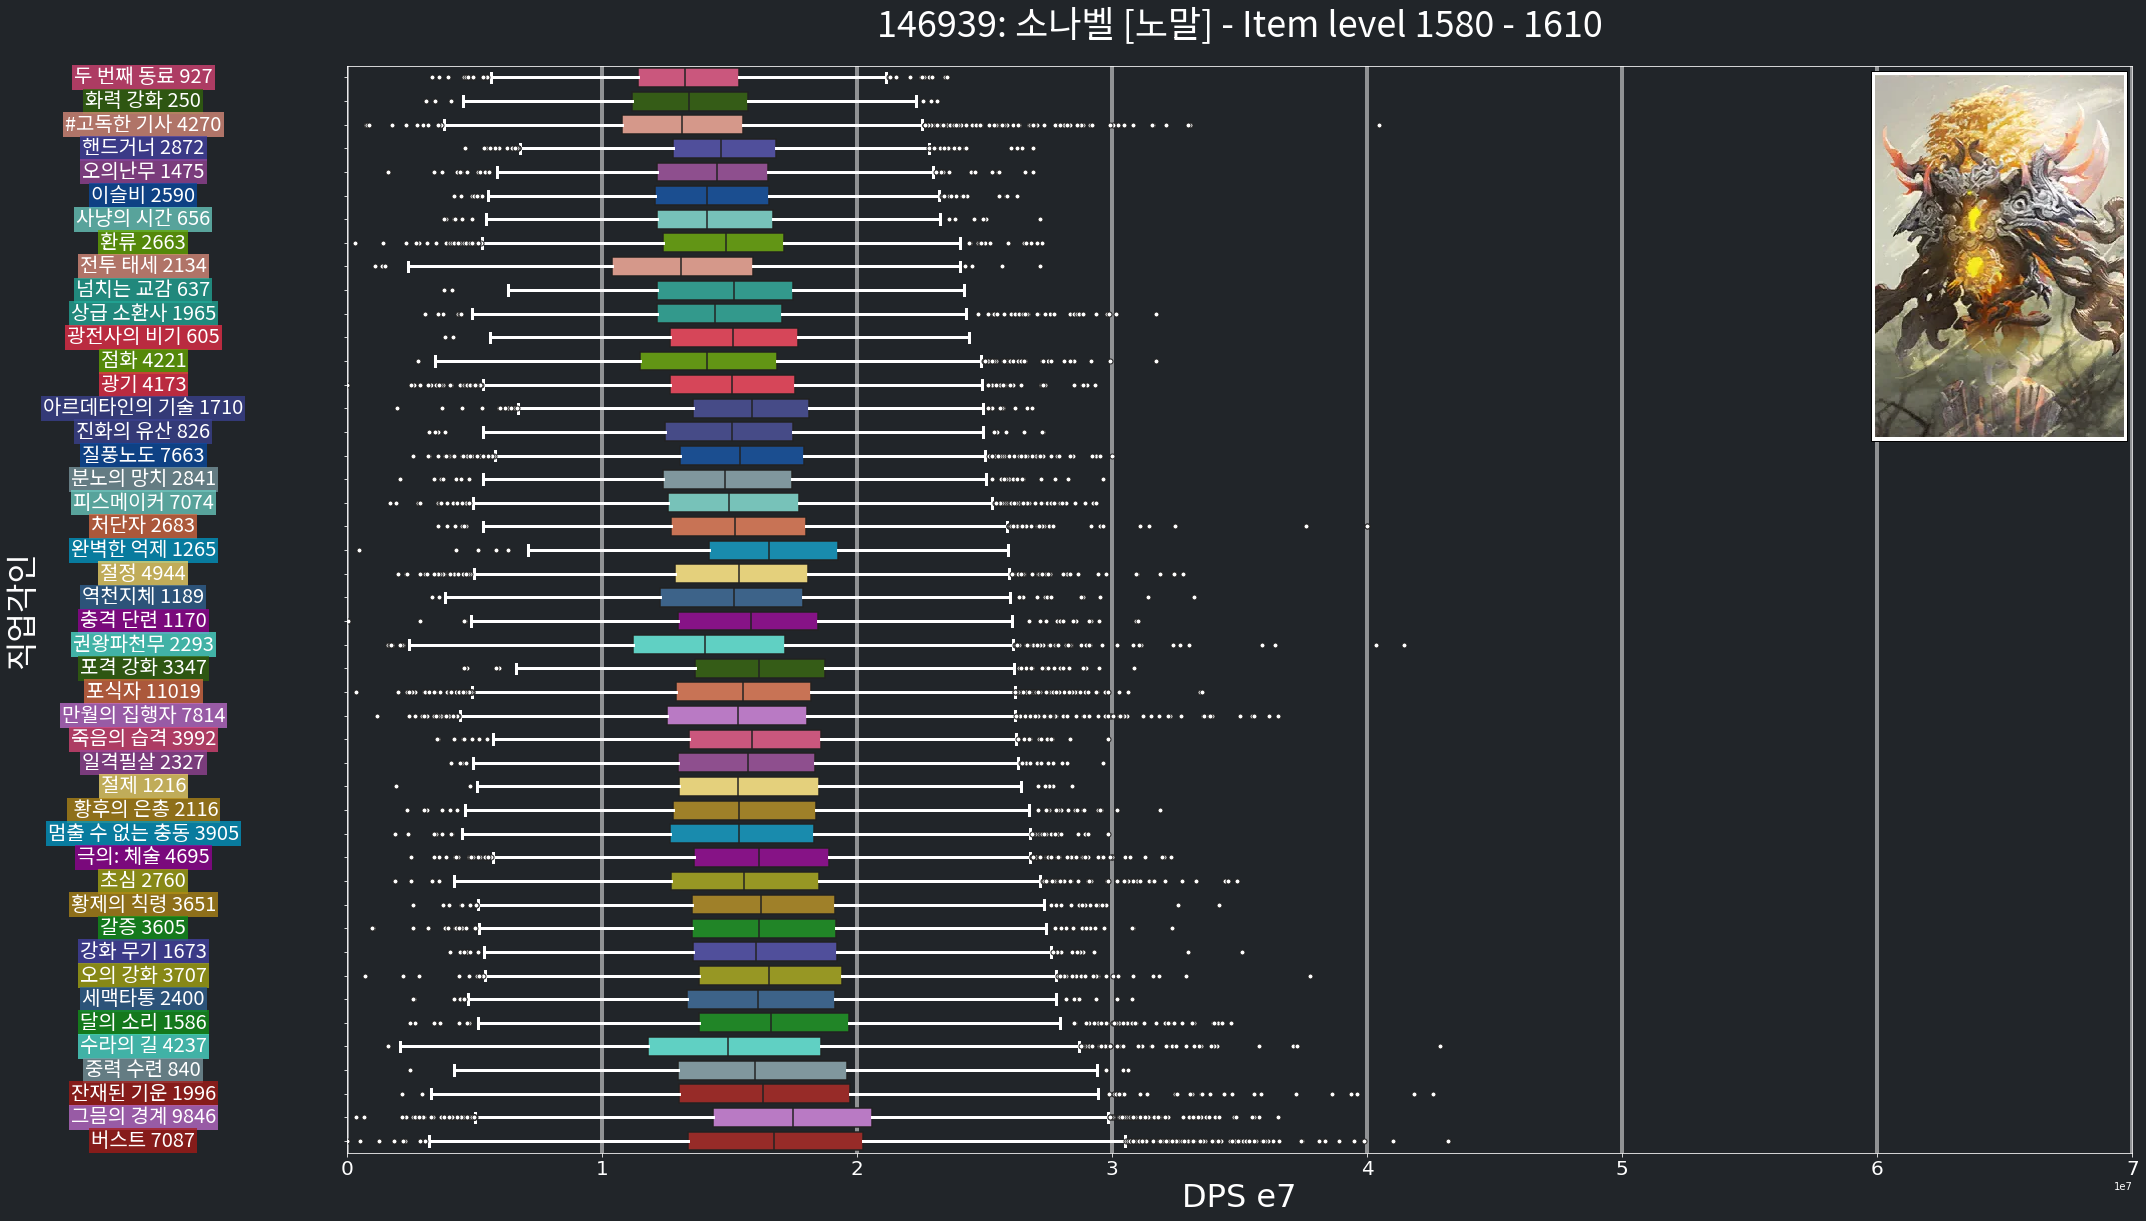 146939: 소나벨 [노말] - Item level 1580 - 1610
두 번째 동료 927
화력 강화 250
#고독한 기사 4270
핸드거너 2872
오의난무 1475
이슬비 2590
사냥의 시간 656
환류 2663
전투 태세 2134
넘치는 교감 637
상급 소환사 1965
광전사의 비기 605
점화 4221
광기 4173
아르데타인의 기술 1710
진화의 유산 826
질풍노도 7663
분노의 망치 2841
피스메이커 7074
처단자 2683
완벽한 억제 1265
절정 4944
역천지체 1189
충격 단련 1170
권왕파천무 2293
포격 강화 3347
포식자 11019
만월의 집행자 7814
죽음의 습격 3992
일격필살 2327
절제 1216
황후의 은총 2116
멈출 수 없는 충동 3905
극의: 체술 4695
초심 2760
황제의 칙령 3651
갈증 3605
강화 무기 1673
오의 강화 3707
세맥타통 2400
달의 소리 1586
수라의 길 4237
중력 수련 840
잔재된 기운 1996
그믐의 경계 9846
버스트 7087
직업각인
0 1 2 3 4 5 6 7
DPS e7
1e7